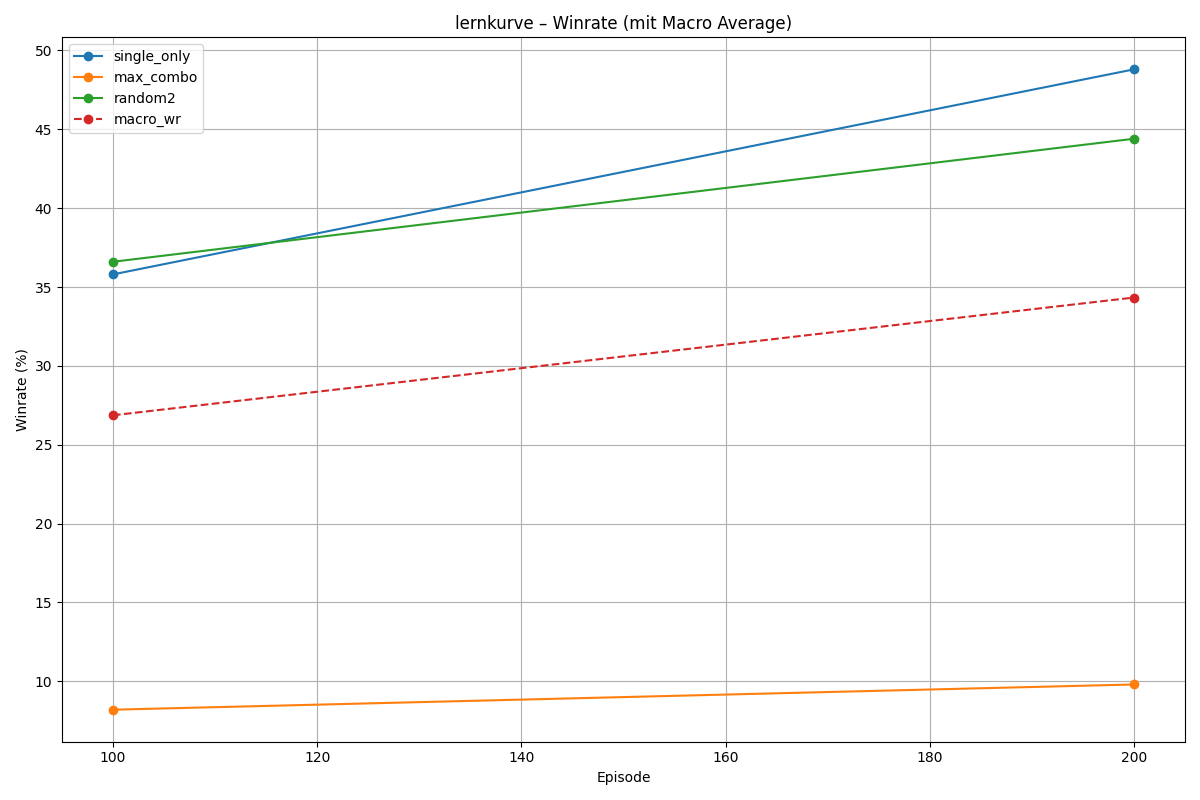 lernkurve – Winrate (mit Macro Average)
single_only
max_combo
random2
macro_wr
Winrate (%)
50
45
40
35
30
25
20
15
10
100 120 140 160 180 200
Episode